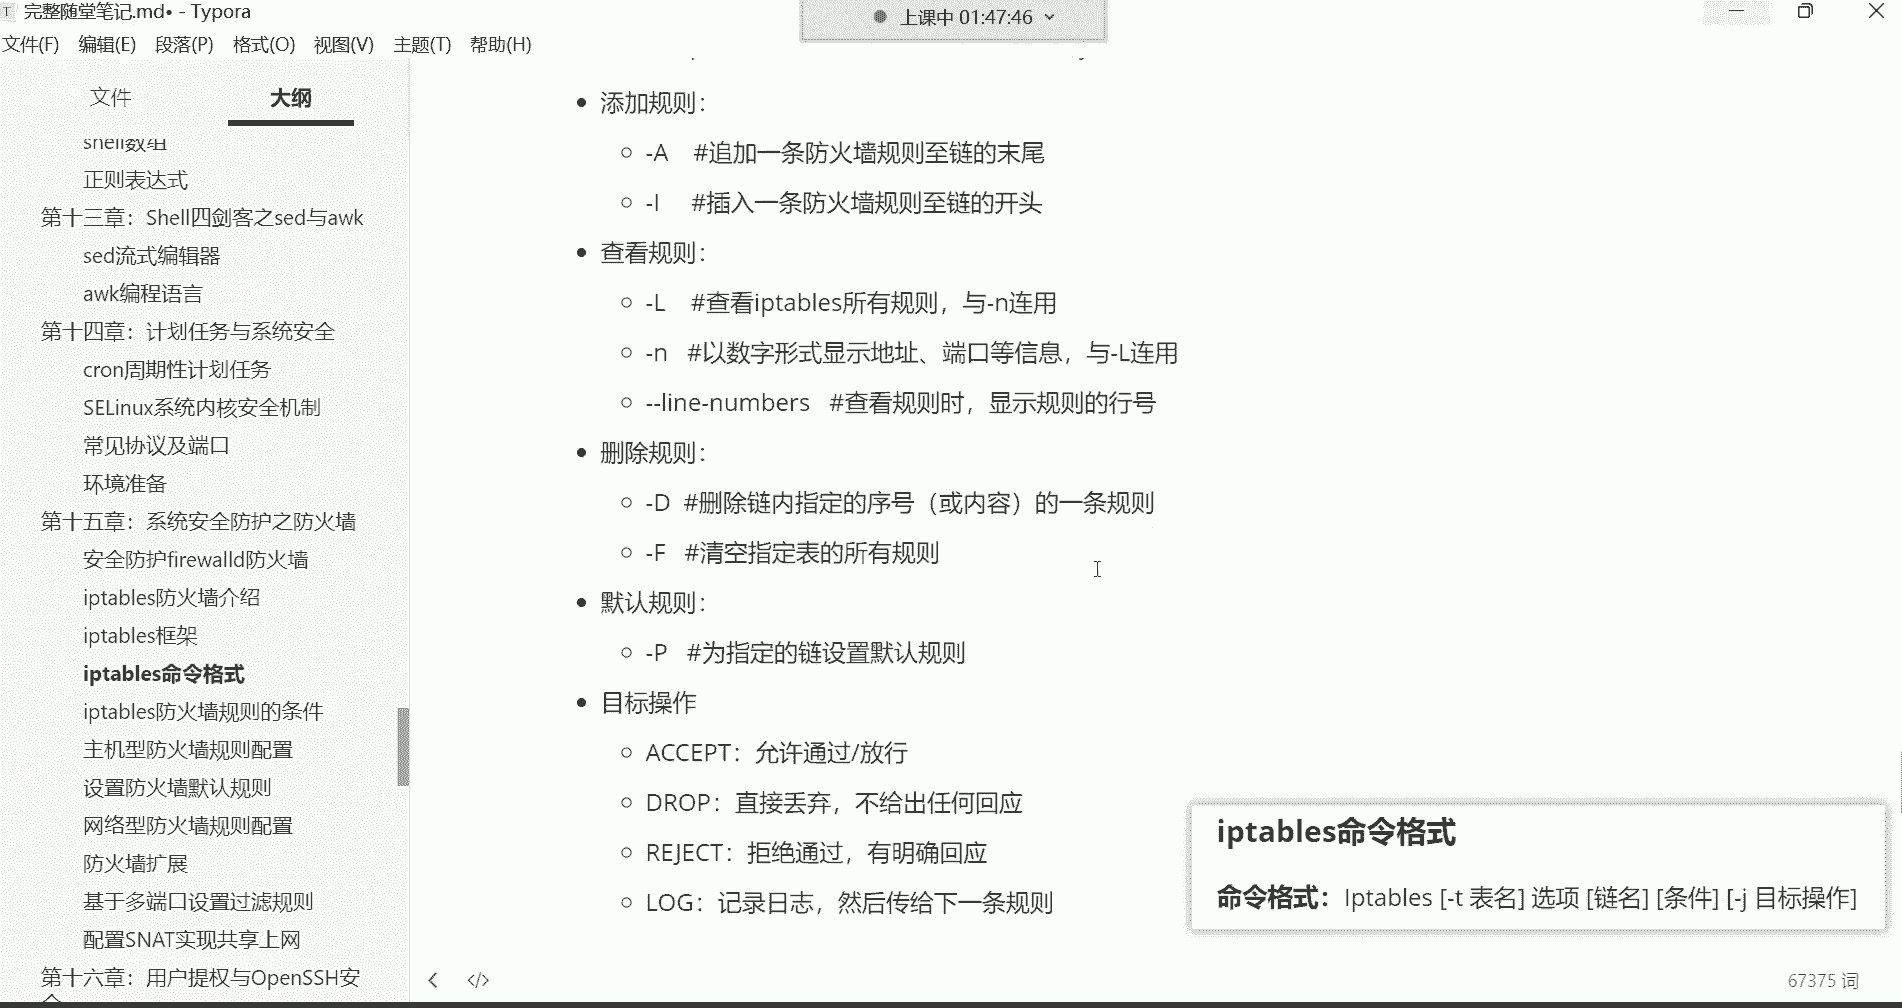 完整随堂笔记.md• - Typora
上课中 01:47:46
文件(F) 编辑(E) 段落(P) 格式(O) 视图(V) 主题(T) 帮助(H)
文件 大纲
shell数组
正则表达式
第十三章：Shell四剑客之sed与awk
sed流式编辑器
awk编程语言
第十四章：计划任务与系统安全
cron周期性计划任务
SELinux系统内核安全机制
常见协议及端口
环境准备
第十五章：系统安全防护之防火墙
安全防护firewalld防火墙
iptables防火墙介绍
iptables框架
iptables命令格式
iptables防火墙规则的条件
主机型防火墙规则配置
设置防火墙默认规则
网络型防火墙规则配置
防火墙扩展
基于多端口设置过滤规则
配置SNAT实现共享上网
第十六章：用户提权与OpenSSH安
添加规则：
-A #追加一条防火墙规则至链的末尾
-I #插入一条防火墙规则至链的开头
查看规则：
-L #查看iptables所有规则，与-n连用
-n #以数字形式显示地址、端口等信息，与-L连用
--line-numbers #查看规则时，显示规则的行号
删除规则：
-D #删除链内指定的序号（或内容）的一条规则
-F #清空指定表的所有规则
默认规则：
-P #为指定的链设置默认规则
目标操作
ACCEPT：允许通过/放行
DROP：直接丢弃，不给出任何回应
REJECT：拒绝通过，有明确回应
LOG：记录日志，然后传给下一条规则
iptables命令格式
命令格式：Iptables [-t 表名] 选项 [链名] [条件] [-j 目标操作]
67375 词